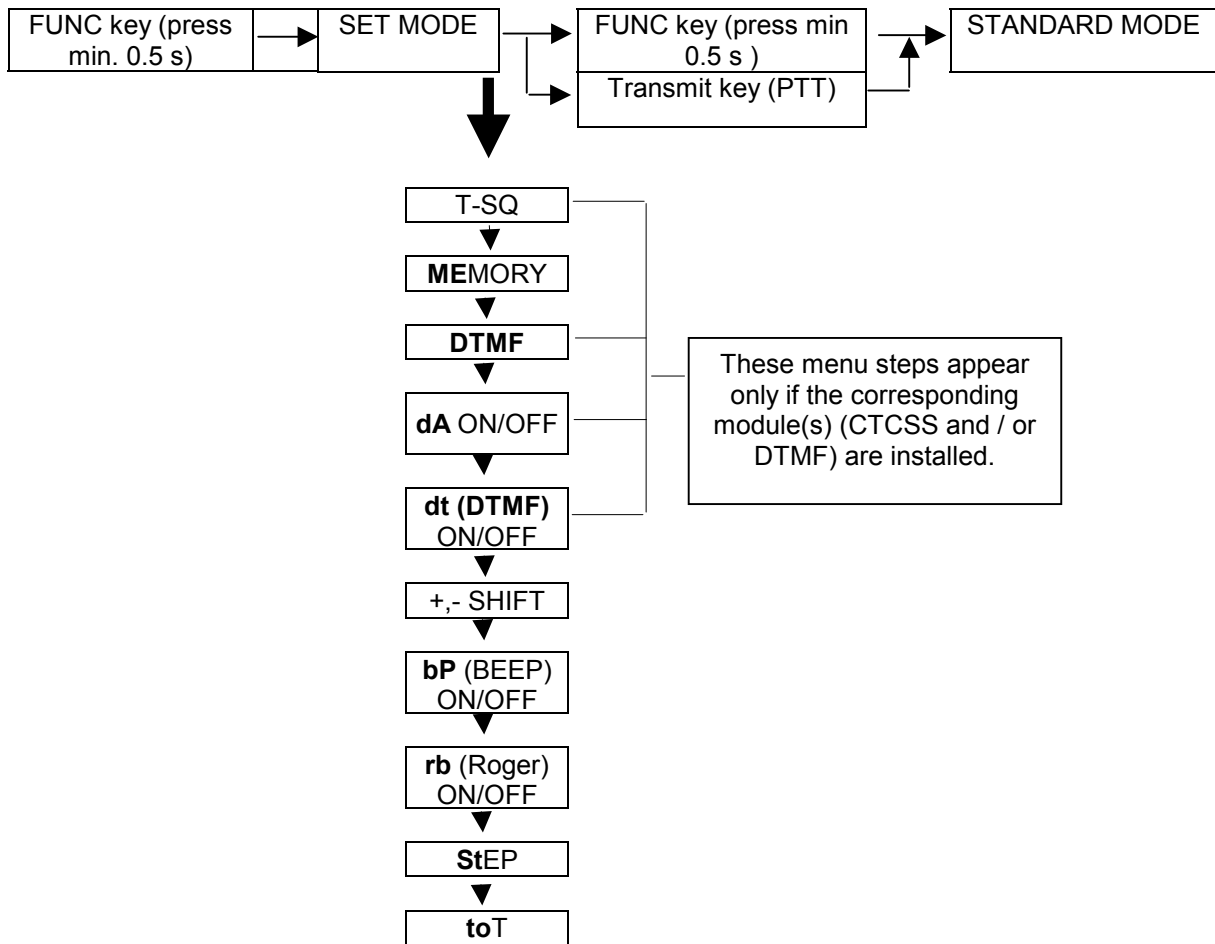 FUNC key (press
min. 0.5 s)
SET MODE
FUNC key (press min
0.5 s )
Transmit key (PTT)
STANDARD MODE
T-SQ
MEMORY
DTMF
dA ON/OFF
dt (DTMF)
ON/OFF
+,- SHIFT
bP (BEEP)
ON/OFF
rb (Roger)
ON/OFF
StEP
toT
These menu steps appear
only if the corresponding
module(s) (CTCSS and / or
DTMF) are installed.